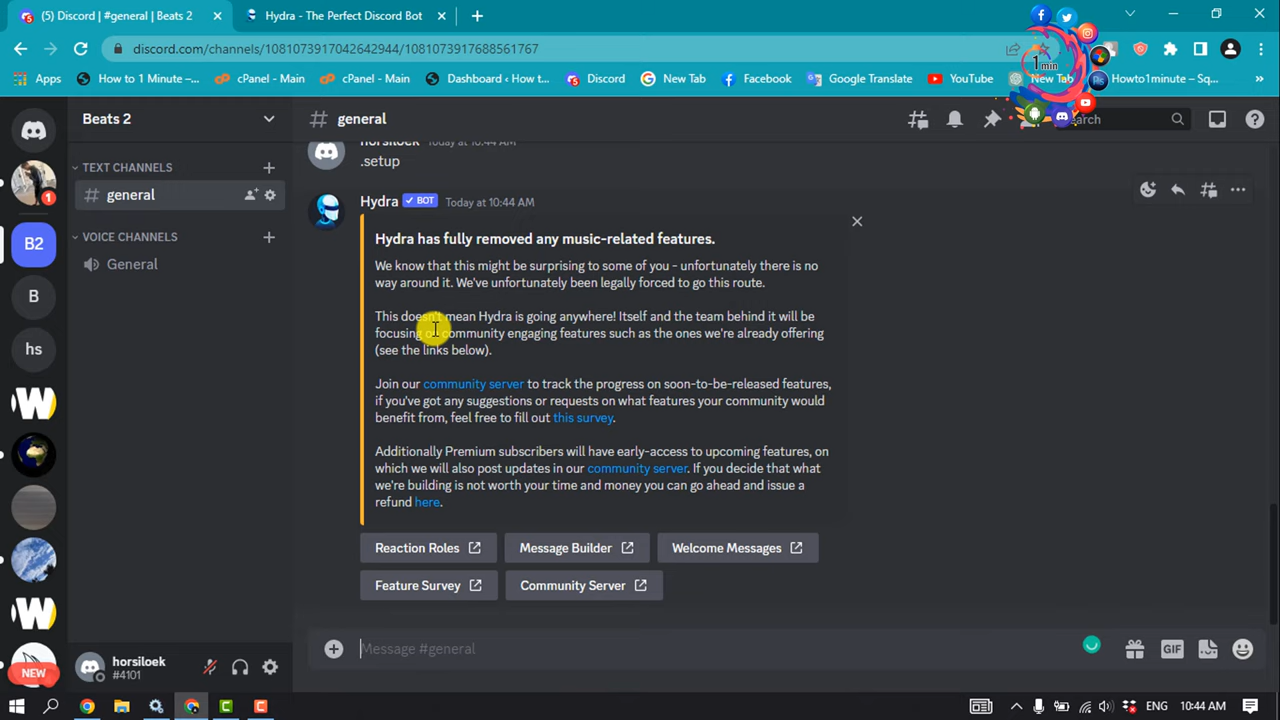 (5) Discord | #general | Beats 2
Hydra - The Perfect Discord Bot
discord.com/channels/1081073917042642944/1081073917688561767
Apps
How to 1 Minute –...
cPanel - Main
cPanel - Main
Dashboard ‹ How t...
Discord
New Tab
Facebook
Google Translate
YouTube
New Tab
Howto1minute – Sq...
1min
Beats 2
general
earch
TEXT CHANNELS
general
VOICE CHANNELS
General
B2
B
hs
1
NEW
horsiloek
#4101
horsiloek Today at 10:44 AM
.setup
Hydra BOT Today at 10:44 AM
Hydra has fully removed any music-related features.
We know that this might be surprising to some of you - unfortunately there is no
way around it. We've unfortunately been legally forced to go this route.
This doesn't mean Hydra is going anywhere! Itself and the team behind it will be
focusing on community engaging features such as the ones we're already offering
(see the links below).
Join our community server to track the progress on soon-to-be-released features,
if you've got any suggestions or requests on what features your community would
benefit from, feel free to fill out this survey.
Additionally Premium subscribers will have early-access to upcoming features, on
which we will also post updates in our community server. If you decide that what
we're building is not worth your time and money you can go ahead and issue a
refund here.
Reaction Roles
Message Builder
Welcome Messages
Feature Survey
Community Server
Message #general
GIF
ENG
10:44 AM